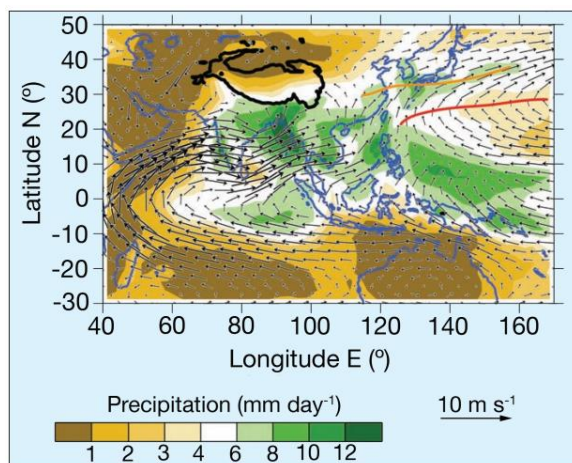 Latitude N (º)
50
40
30
20
10
0
-10
-20
-30
40 60 80 100 120 140 160
Longitude E (º)
Precipitation (mm day-1)
10 m s-1
1 2 3 4 6 8 10 12